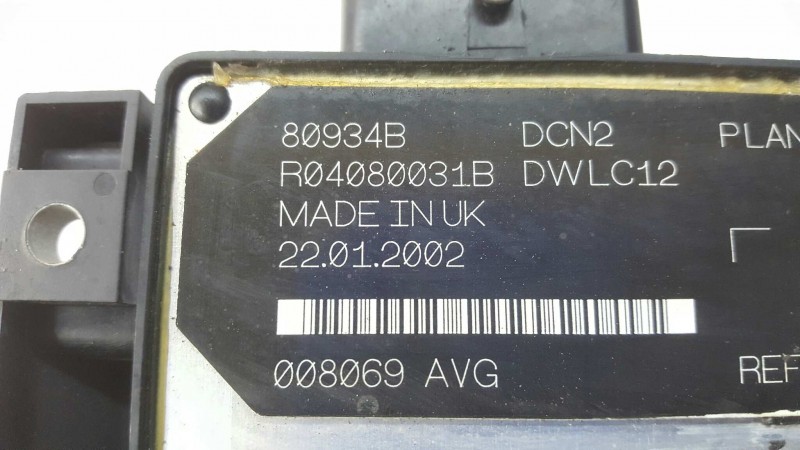 80934B DCN2 PLAN
R04080031B DWLC12
MADE IN UK
22.01.2002
008069 AVG REF